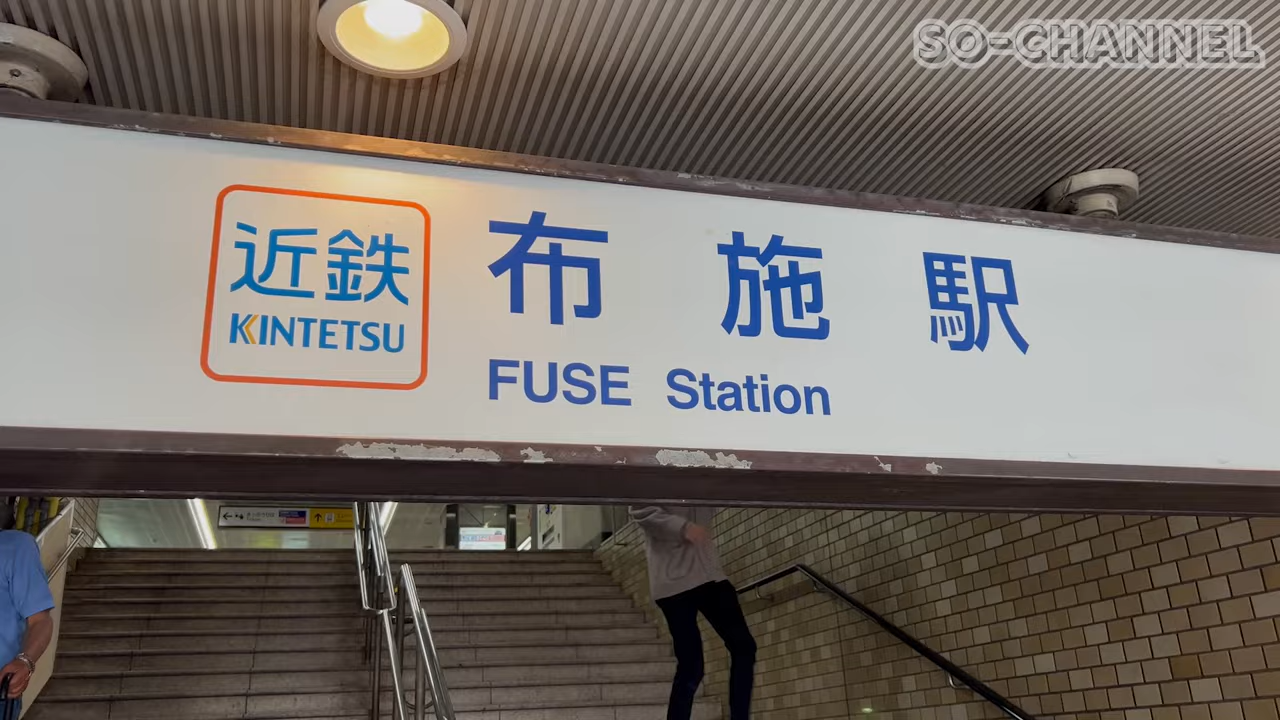 SO-CHANNEL
近鉄
KINTETSU
布施駅
FUSE Station